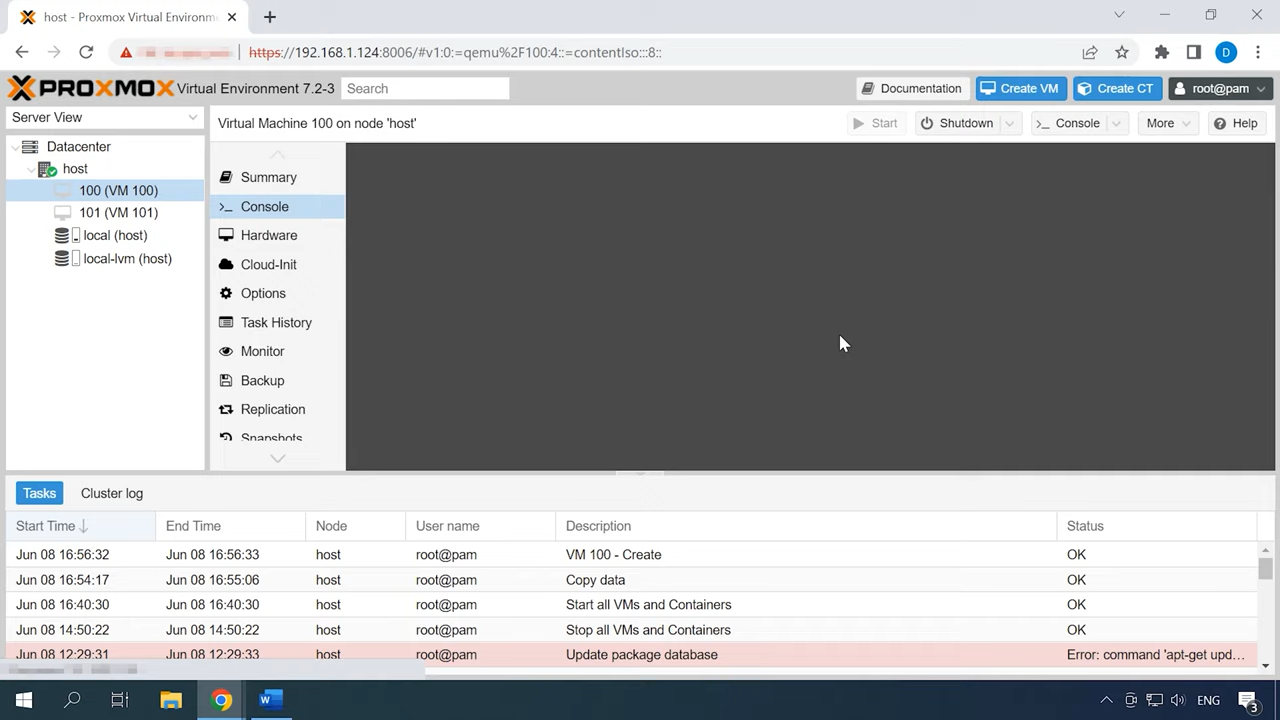 host - Proxmox Virtual Environm
https://192.168.1.124:8006/#v1:0:=qemu%2F100:4::=contentIso:::8::
D
PROXMOX Virtual Environment 7.2-3 Search Documentation Create VM Create CT root@pam
Server View
Virtual Machine 100 on node 'host' Start Shutdown >_ Console More Help
Datacenter
host
100 (VM 100)
101 (VM 101)
local (host)
local-lvm (host)
Summary
>_ Console
Hardware
Cloud-Init
Options
Task History
Monitor
Backup
Replication
Snapshots
Tasks Cluster log
Start Time End Time Node User name Description Status
Jun 08 16:56:32 Jun 08 16:56:33 host root@pam VM 100 - Create OK
Jun 08 16:54:17 Jun 08 16:55:06 host root@pam Copy data OK
Jun 08 16:40:30 Jun 08 16:40:30 host root@pam Start all VMs and Containers OK
Jun 08 14:50:22 Jun 08 14:50:22 host root@pam Stop all VMs and Containers OK
Jun 08 12:29:31 Jun 08 12:29:33 host root@pam Update package database Error: command 'apt-get upd...
W ENG 3